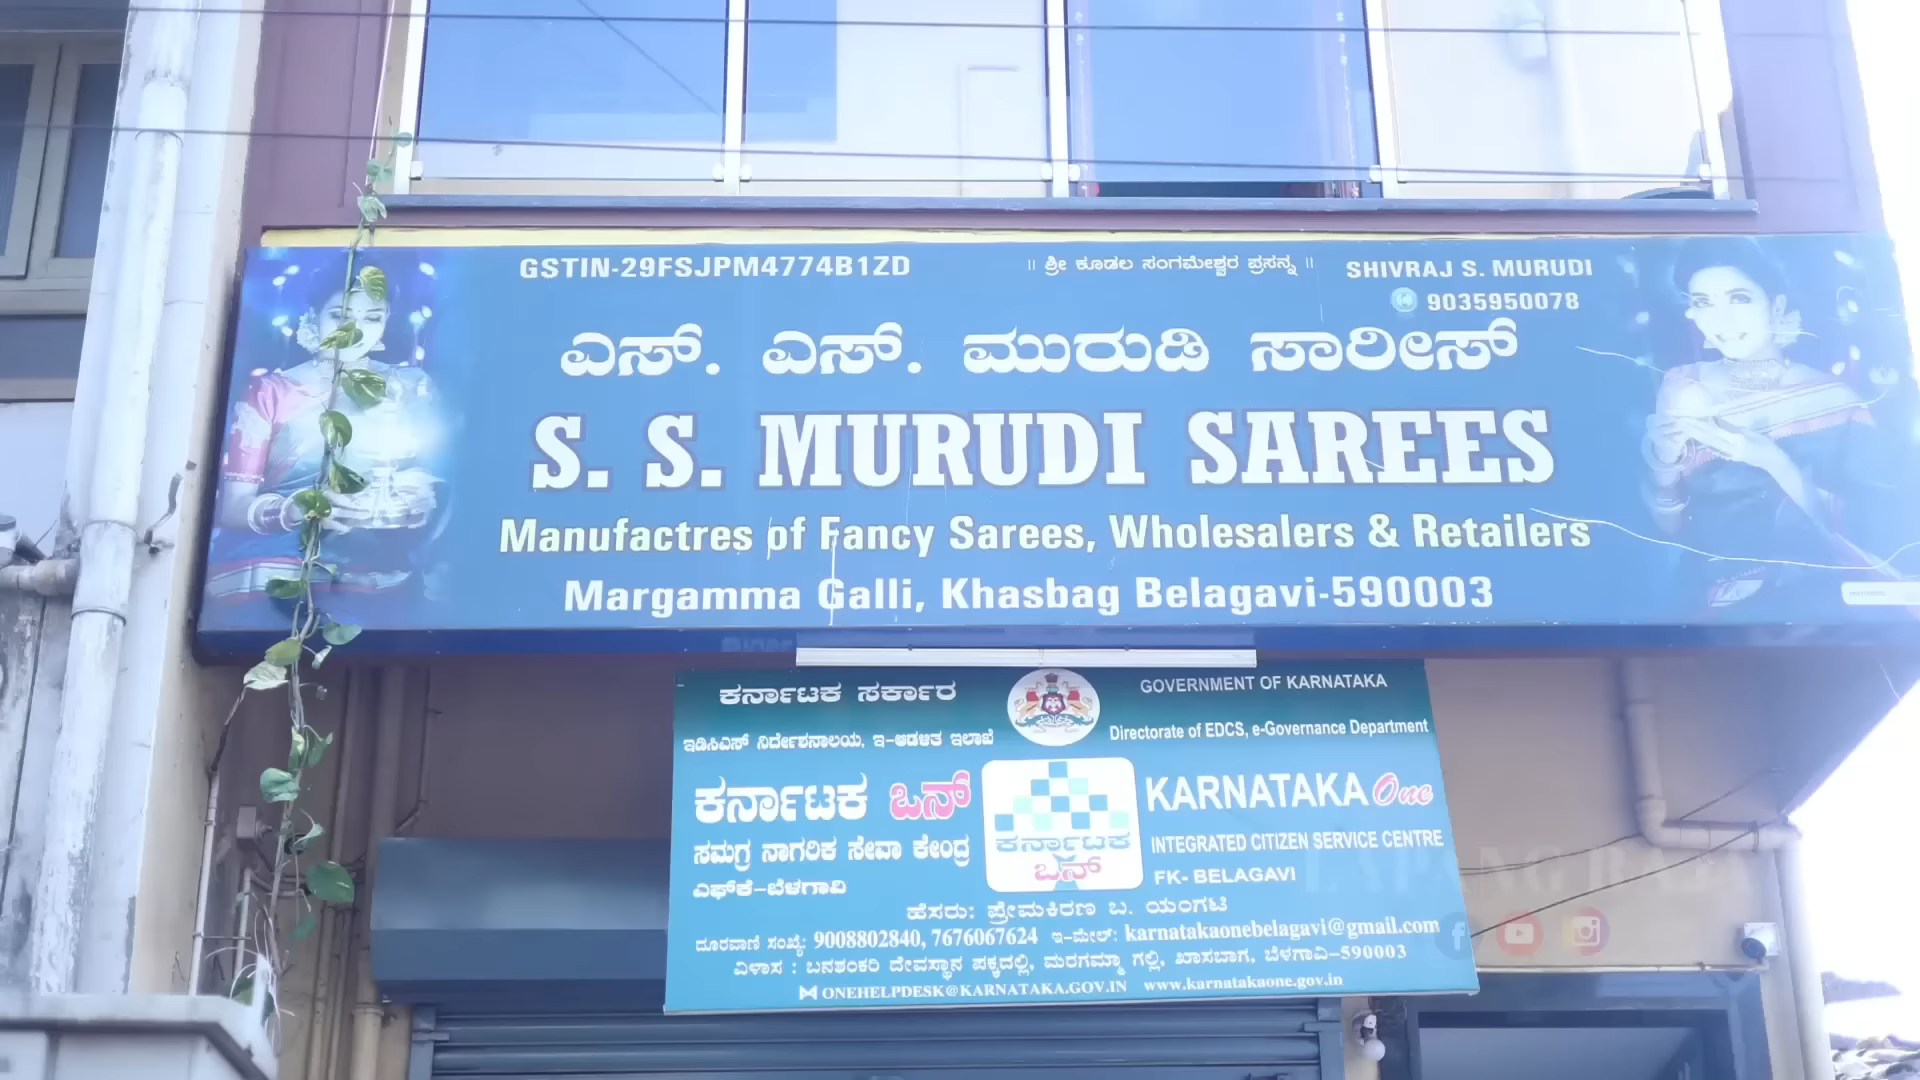 GSTIN-29FSJPM4774B1ZD
॥ ಶ್ರೀ ಕೂಡಲ ಸಂಗಮೇಶ್ವರ ಪ್ರಸನ್ನ ॥
SHIVRAJ S. MURUDI
9035950078
ಎಸ್. ಎಸ್. ಮುರುಡಿ ಸಾರೀಸ್
S. S. MURUDI SAREES
Manufactres of Fancy Sarees, Wholesalers & Retailers
Margamma Galli, Khasbag Belagavi-590003
ಕರ್ನಾಟಕ ಸರ್ಕಾರ
GOVERNMENT OF KARNATAKA
ಇಡಿಸಿಎಸ್ ನಿರ್ದೇಶನಾಲಯ, ಇ-ಆಡಳಿತ ಇಲಾಖೆ
Directorate of EDCS, e-Governance Department
ಕರ್ನಾಟಕ ಒನ್
KARNATAKA One
ಕರ್ನಾಟಕ
ಒನ್
ಸಮಗ್ರ ನಾಗರಿಕ ಸೇವಾ ಕೇಂದ್ರ
INTEGRATED CITIZEN SERVICE CENTRE
ಎಫ್‌ಕೆ-ಬೆಳಗಾವಿ
FK- BELAGAVI
ಹೆಸರು: ಪ್ರೇಮಕಿರಣ ಬ. ಯಂಗಟಿ
ದೂರವಾಣಿ ಸಂಖ್ಯೆ: 9008802840, 7676067624 ಇ-ಮೇಲ್: karnatakaonebelagavi@gmail.com
ವಿಳಾಸ : ಬನಶಂಕರಿ ದೇವಸ್ಥಾನ ಪಕ್ಕದಲ್ಲಿ, ಮರಗಮ್ಮಾ ಗಲ್ಲಿ, ಖಾಸಬಾಗ, ಬೆಳಗಾವಿ-590003
ONEHELPDESK@KARNATAKA.GOV.IN www.karnatakaone.gov.in